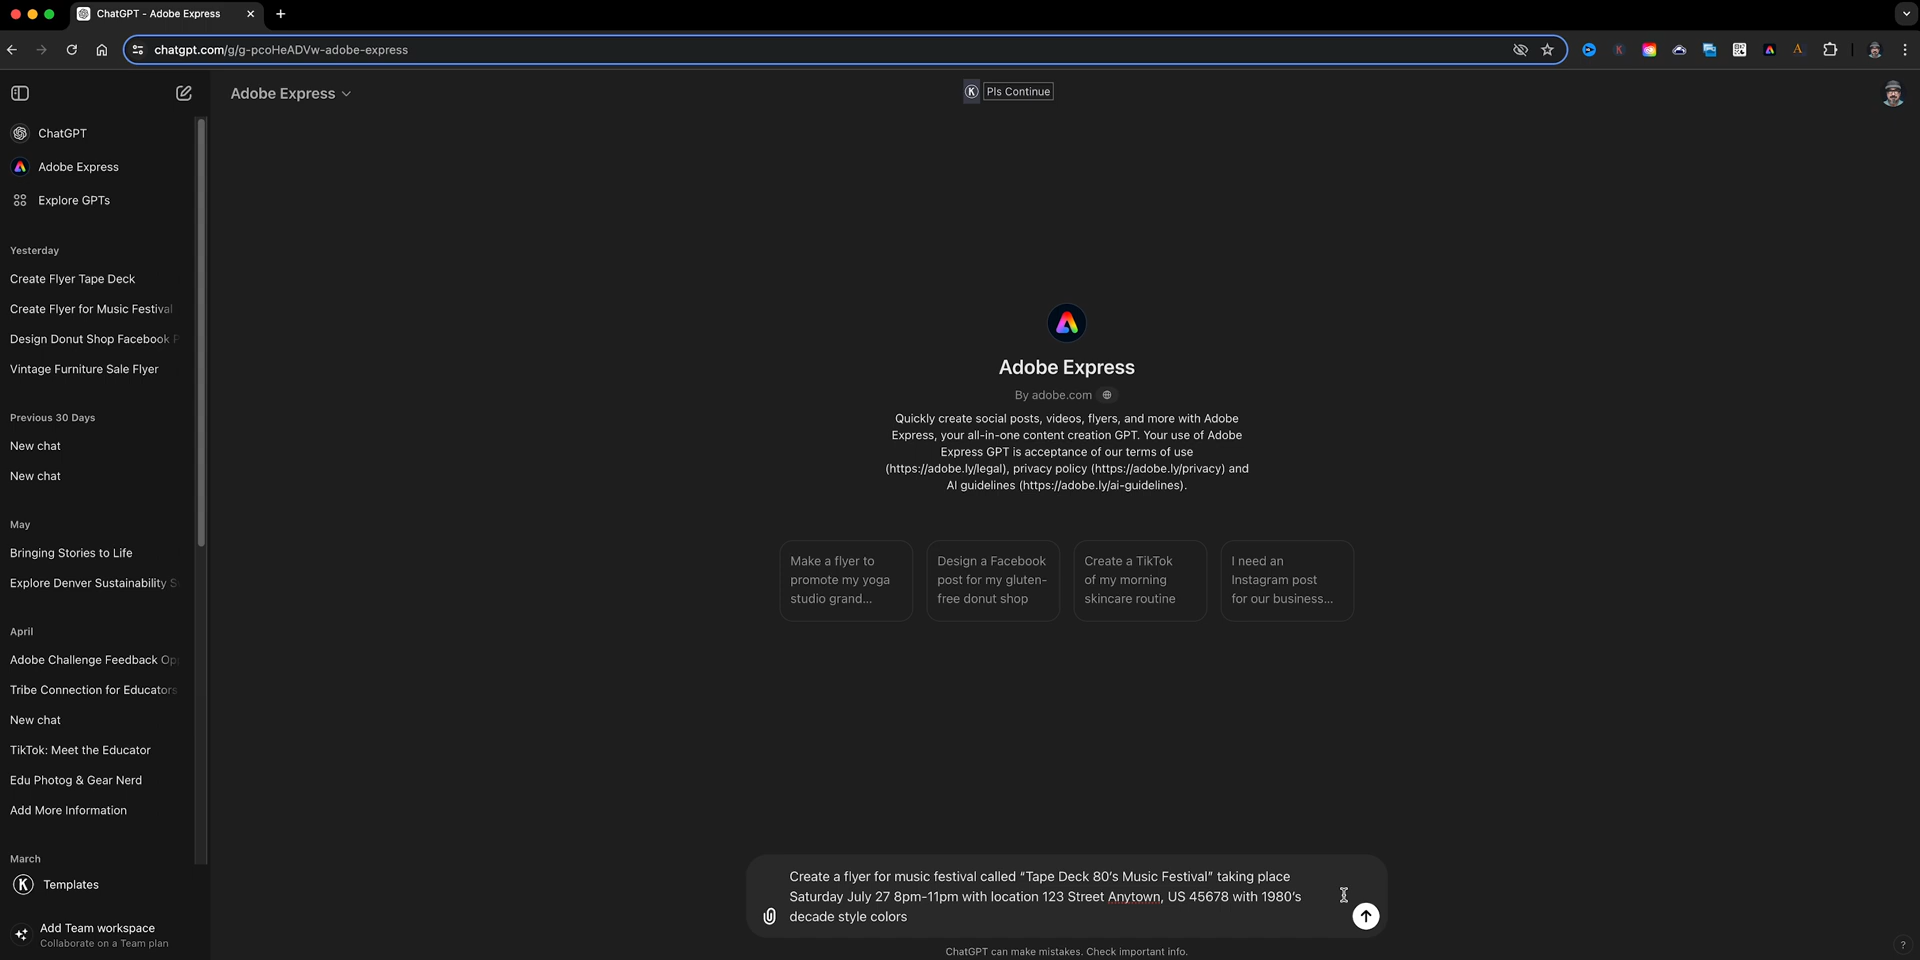 ChatGPT - Adobe Express
chatgpt.com/g/g-pcoHeADVw-adobe-express
Adobe Express
Pls Continue
ChatGPT
Adobe Express
Explore GPTs
Yesterday
Create Flyer Tape Deck
Create Flyer for Music Festival
Design Donut Shop Facebook P
Vintage Furniture Sale Flyer
Previous 30 Days
New chat
New chat
May
Bringing Stories to Life
Explore Denver Sustainability S
April
Adobe Challenge Feedback Opp
Tribe Connection for Educators
New chat
TikTok: Meet the Educator
Edu Photog & Gear Nerd
Add More Information
March
Templates
Add Team workspace
Collaborate on a Team plan
Adobe Express
By adobe.com
Quickly create social posts, videos, flyers, and more with Adobe
Express, your all-in-one content creation GPT. Your use of Adobe
Express GPT is acceptance of our terms of use
(https://adobe.ly/legal), privacy policy (https://adobe.ly/privacy) and
AI guidelines (https://adobe.ly/ai-guidelines).
Make a flyer to
promote my yoga
studio grand...
Design a Facebook
post for my gluten-
free donut shop
Create a TikTok
of my morning
skincare routine
I need an
Instagram post
for our business...
Create a flyer for music festival called “Tape Deck 80’s Music Festival” taking place
Saturday July 27 8pm-11pm with location 123 Street Anytown, US 45678 with 1980’s
decade style colors
ChatGPT can make mistakes. Check important info.
?